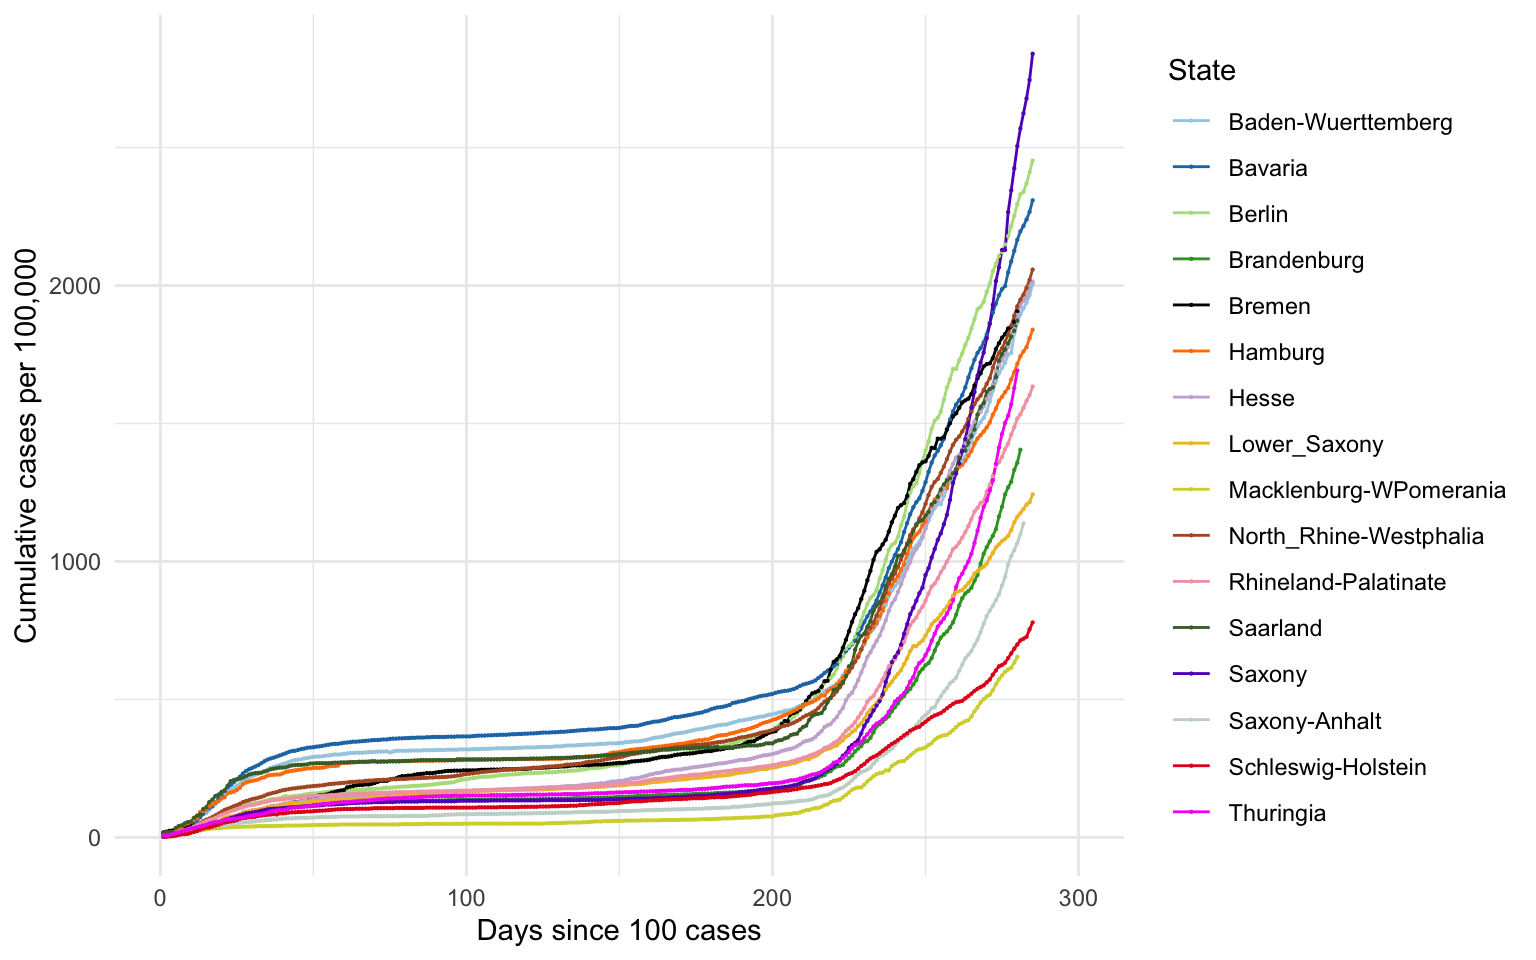 Cumulative cases per 100,000
2000
1000
0
0
100
200
300
Days since 100 cases
State
Baden-Wuerttemberg
Bavaria
Berlin
Brandenburg
Bremen
Hamburg
Hesse
Lower_Saxony
Macklenburg-WPomerania
North_Rhine-Westphalia
Rhineland-Palatinate
Saarland
Saxony
Saxony-Anhalt
Schleswig-Holstein
Thuringia